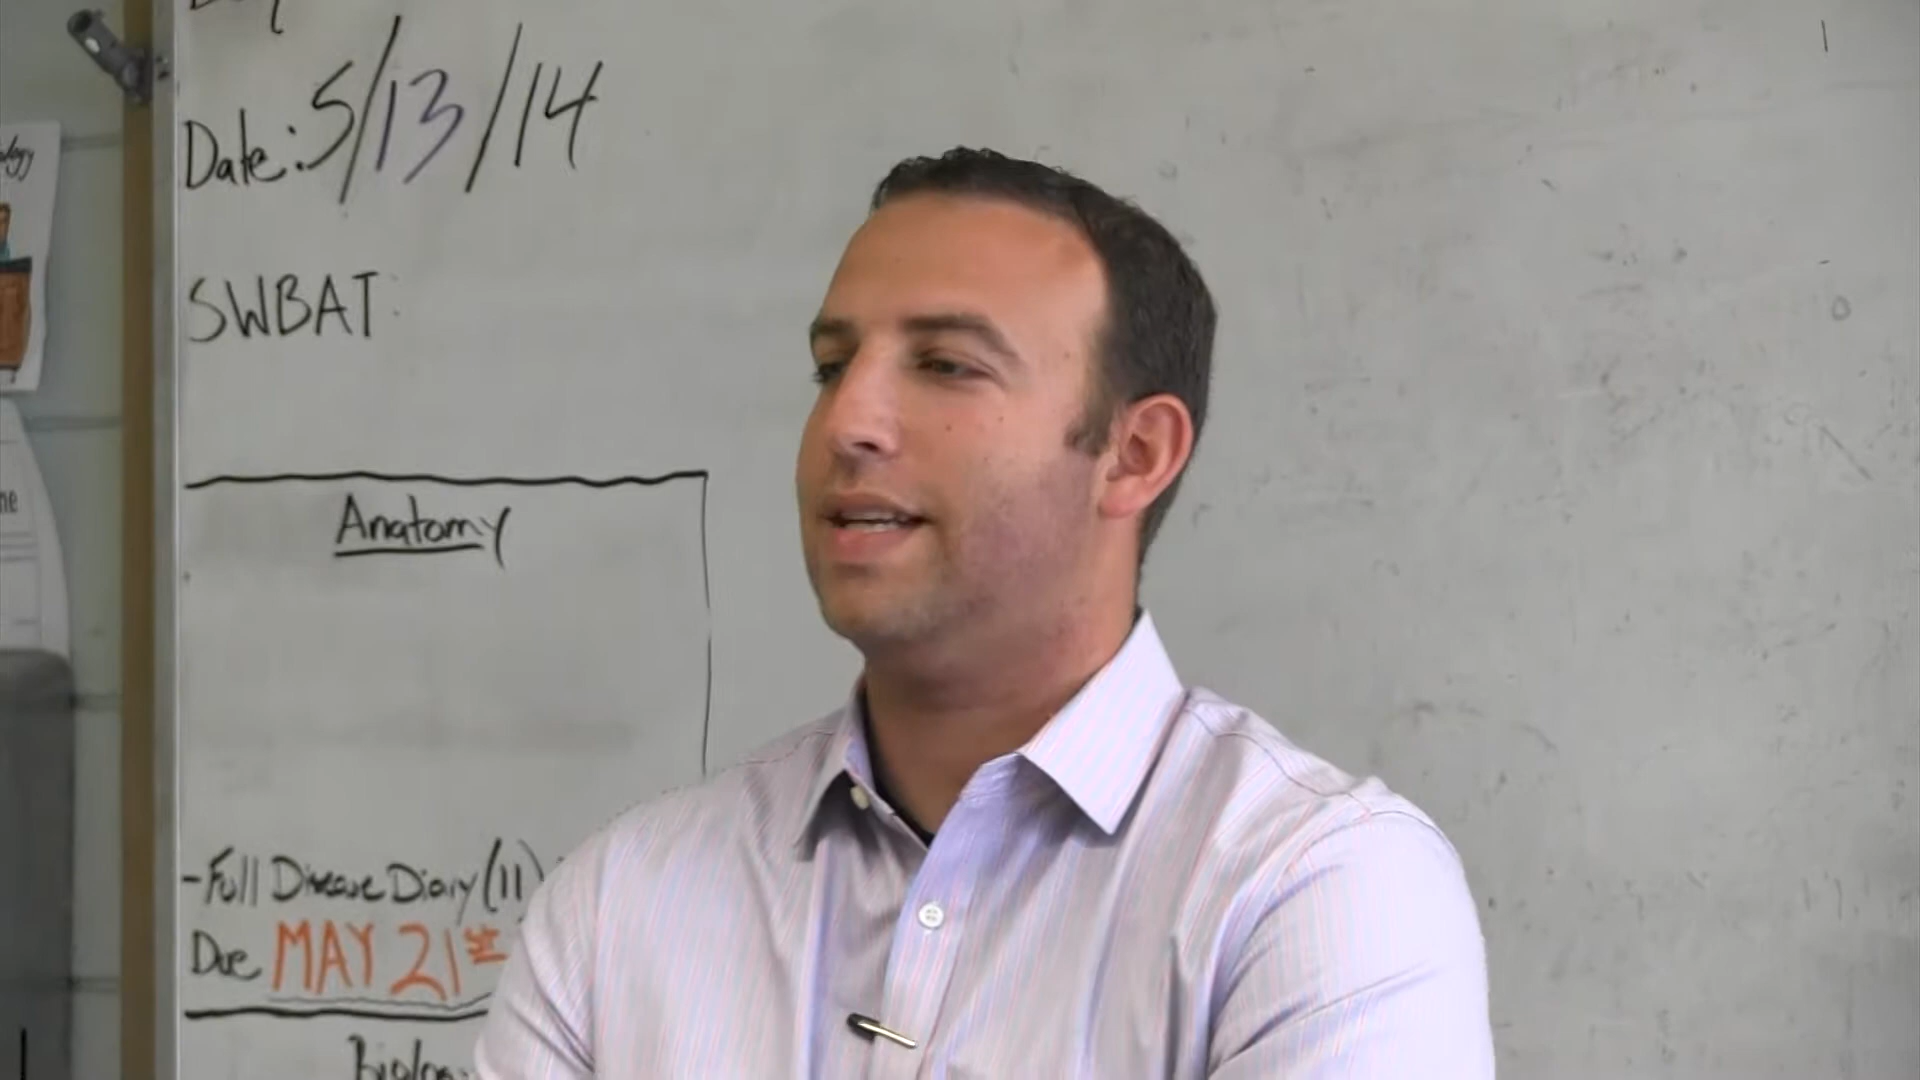 Date: 5/13/14
SWBAT:
Anatomy
-Full Disease Diary (11)
Due MAY 21st